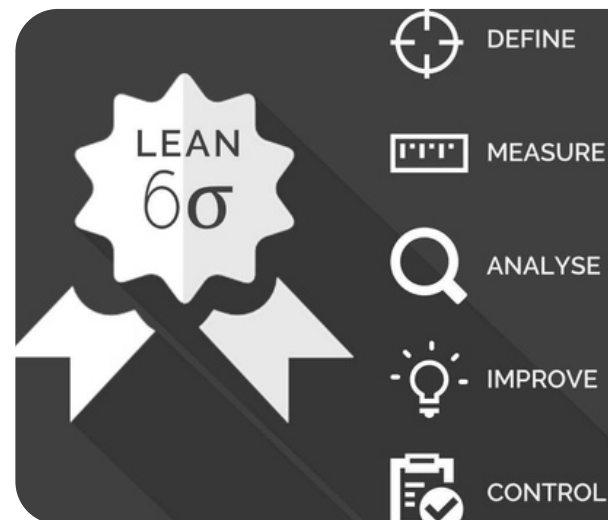 LEAN
6σ
DEFINE
MEASURE
ANALYSE
IMPROVE
CONTROL